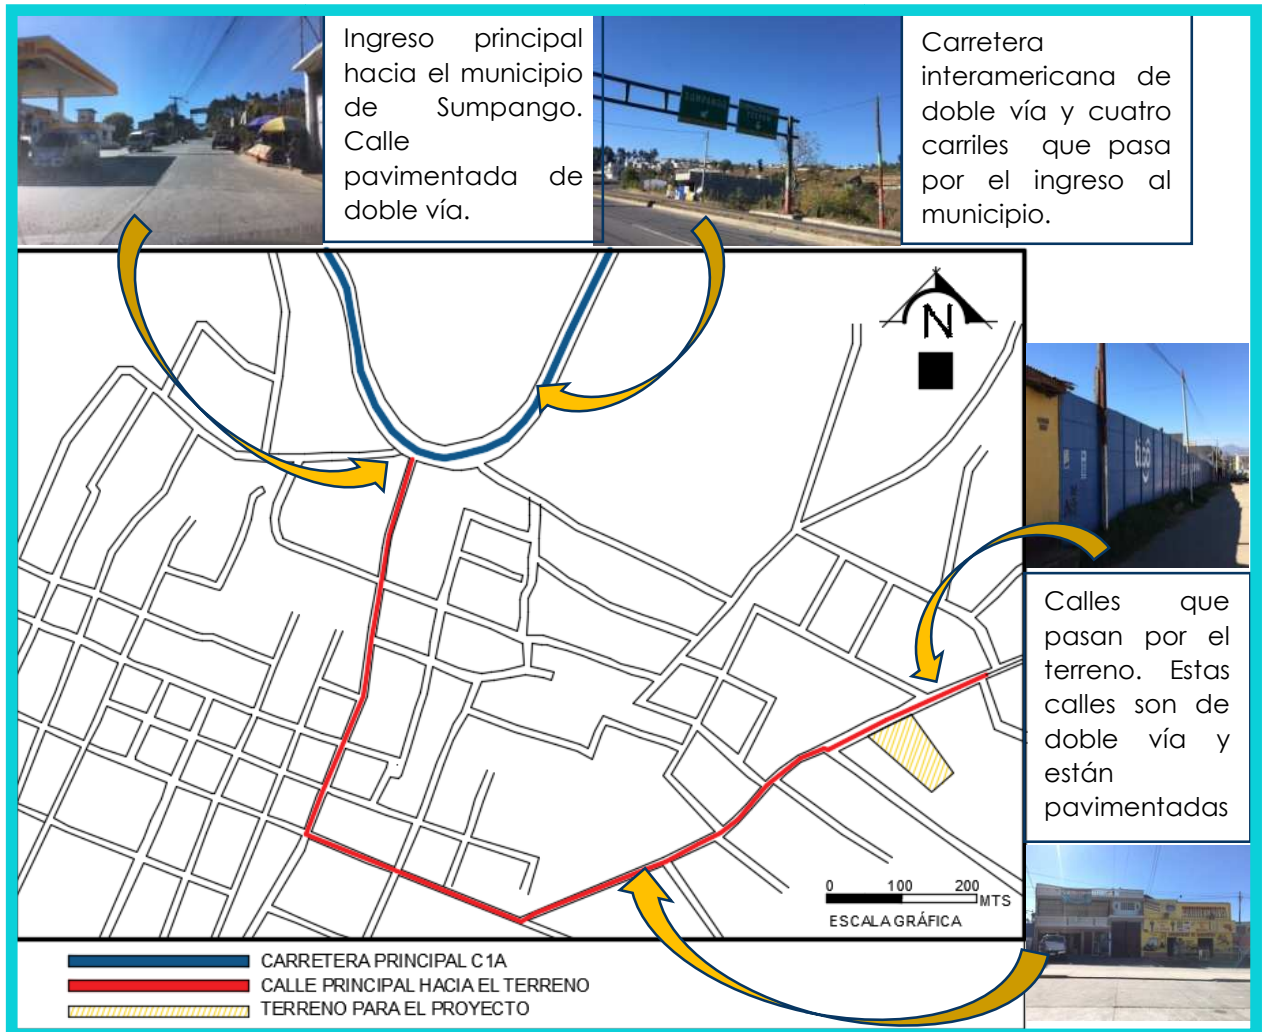 Ingreso principal
hacia el municipio
de Sumpango.
Calle
pavimentada de
doble vía.
SUMPANGO
Carretera
interamericana de
doble vía y cuatro
carriles que pasa
por el ingreso al
municipio.
N
Calles que
pasan por el
terreno. Estas
calles son de
doble vía y
están
pavimentadas
0 100 200
MTS
ESCALA GRÁFICA
CARRETERA PRINCIPAL C1A
CALLE PRINCIPAL HACIA EL TERRENO
TERRENO PARA EL PROYECTO